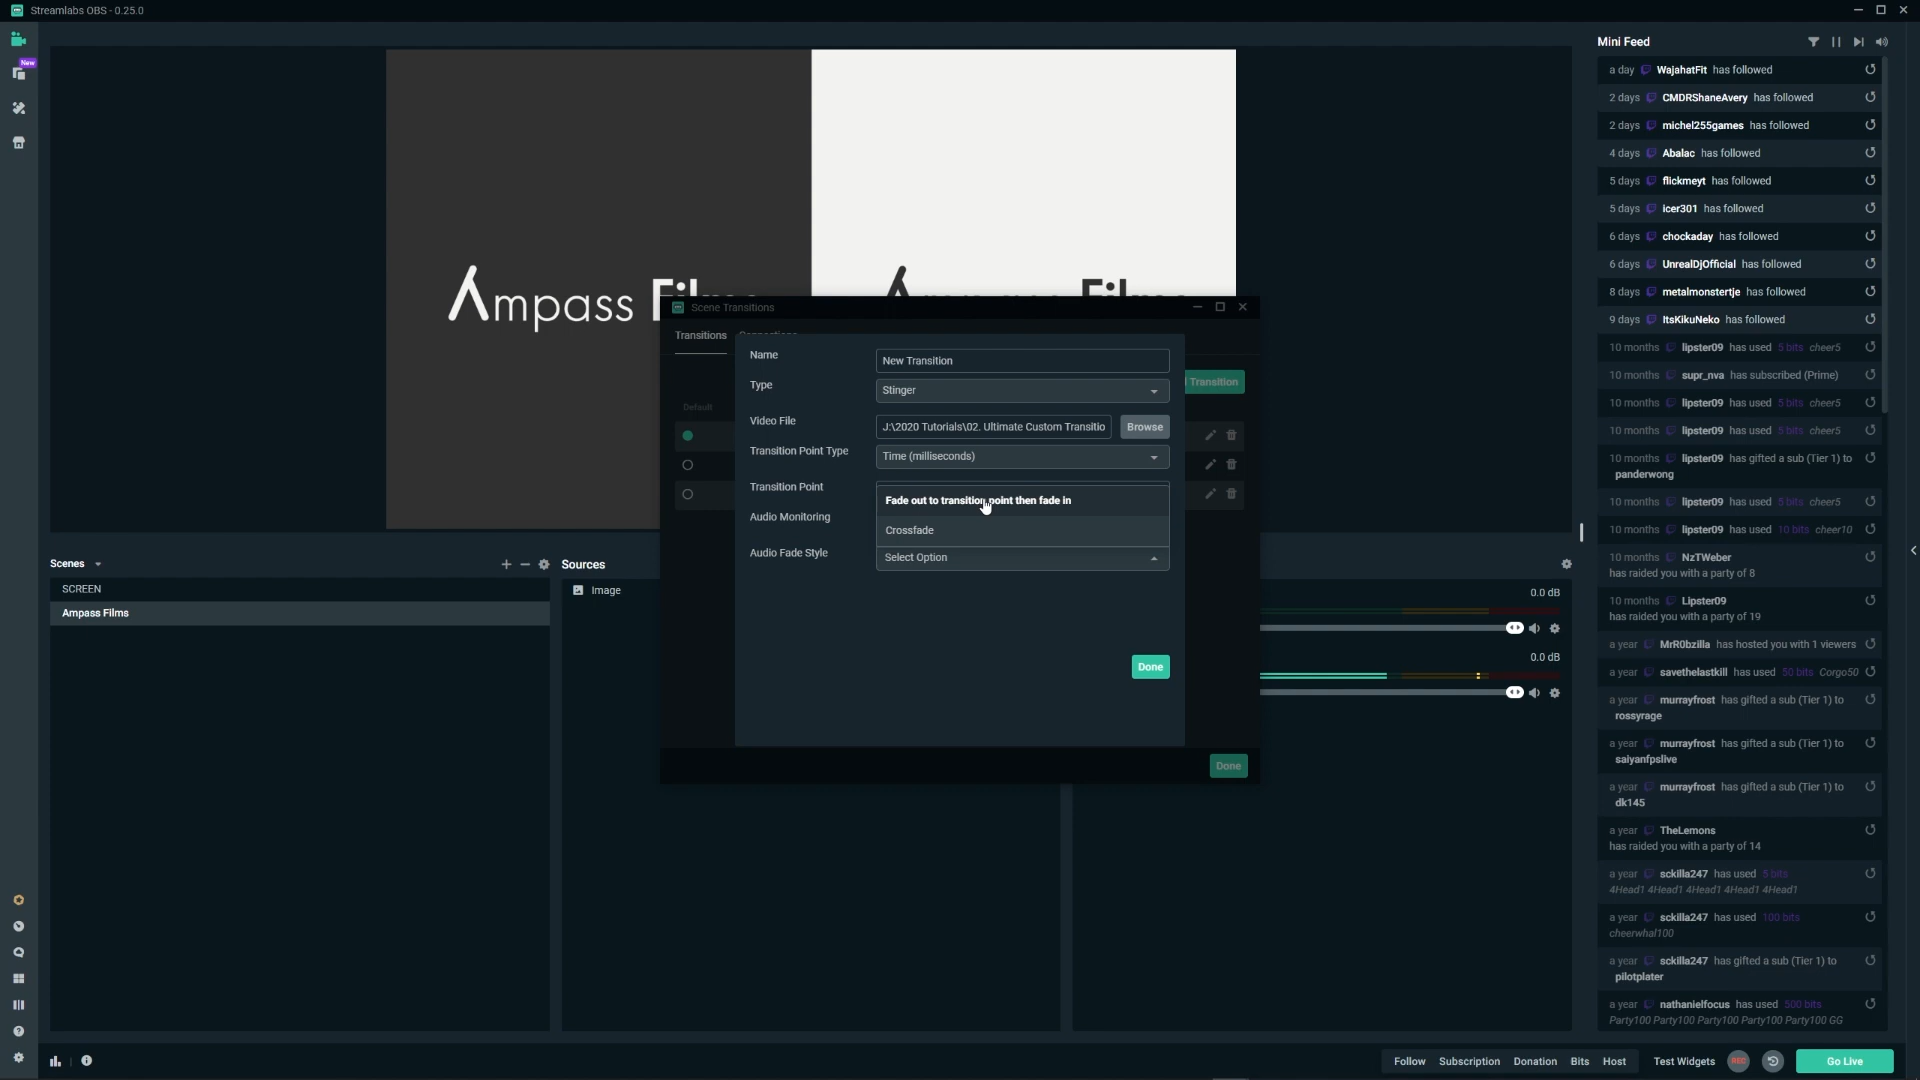 Streamlabs OBS - 0.25.0
New
Ampass Films
Scene Transitions
Transitions
Name
New Transition
Type
Stinger
Transition
Default
Video File
J:\2020 Tutorials\02. Ultimate Custom Transitio
Browse
Transition Point Type
Time (milliseconds)
Transition Point
Fade out to transition point then fade in
Audio Monitoring
Crossfade
Audio Fade Style
Select Option
Done
Done
Scenes
SCREEN
Ampass Films
Sources
Image
0.0 dB
0.0 dB
Mini Feed
a day WajahatFit has followed
2 days CMDRShaneAvery has followed
2 days michel255games has followed
4 days Abalac has followed
5 days flickmeyt has followed
5 days icer301 has followed
6 days chockaday has followed
6 days UnrealDjOfficial has followed
8 days metalmonstertje has followed
9 days ItsKikuNeko has followed
10 months lipster09 has used 5 bits cheer5
10 months supr_nva has subscribed (Prime)
10 months lipster09 has used 5 bits cheer5
10 months lipster09 has used 5 bits cheer5
10 months lipster09 has gifted a sub (Tier 1) to
panderwong
10 months lipster09 has used 5 bits cheer5
10 months lipster09 has used 10 bits cheer10
10 months NzTWeber
has raided you with a party of 8
10 months Lipster09
has raided you with a party of 19
a year MrR0bzilla has hosted you with 1 viewers
a year savethelastkill has used 50 bits Corgo50
a year murrayfrost has gifted a sub (Tier 1) to
rossyrage
a year murrayfrost has gifted a sub (Tier 1) to
saiyanfpslive
a year murrayfrost has gifted a sub (Tier 1) to
dk145
a year TheLemons
has raided you with a party of 14
a year sckilla247 has used 5 bits
4Head1 4Head1 4Head1 4Head1 4Head1
a year sckilla247 has used 100 bits
cheerwhal100
a year sckilla247 has gifted a sub (Tier 1) to
pilotplater
a year nathanielfocus has used 500 bits
Party100 Party100 Party100 Party100 Party100 GG
Follow Subscription Donation Bits Host Test Widgets REC Go Live